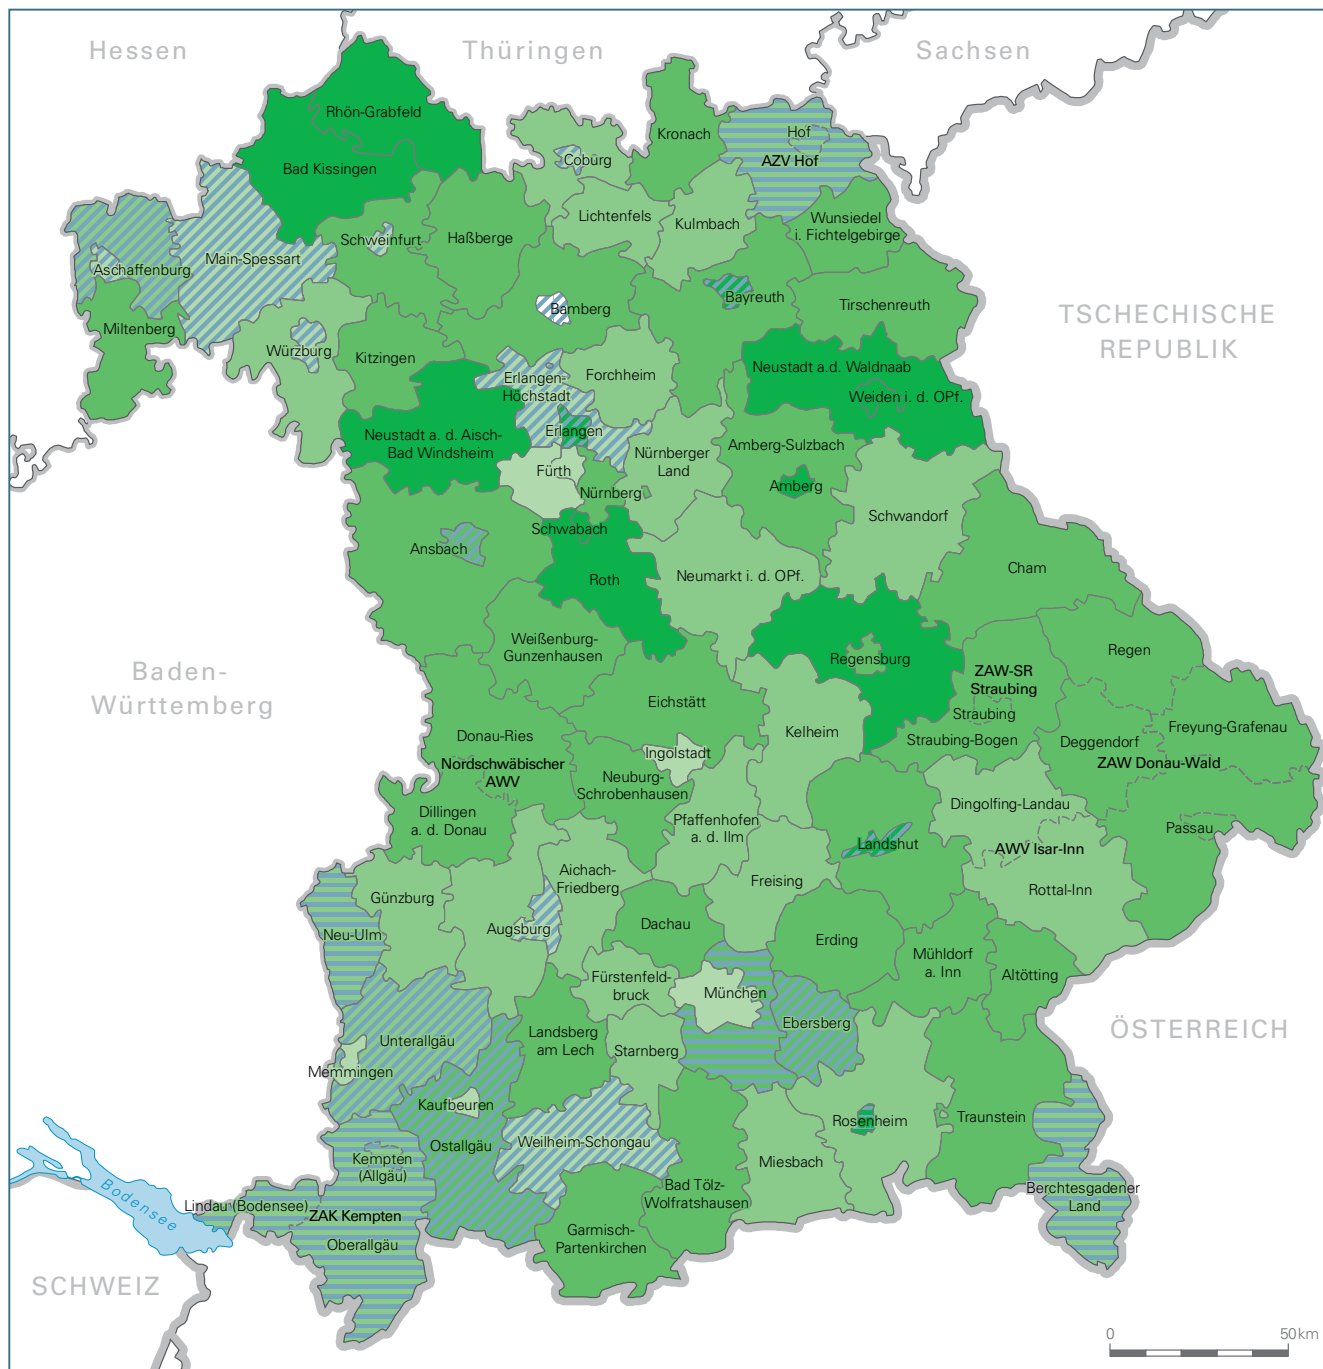 Hessen
Thüringen
Sachsen
Rhön-Grabfeld
Bad Kissingen
Coburg
Kronach
Hof
AZV Hof
Lichtenfels
Kulmbach
Wunsiedel
i. Fichtelgebirge
Schweinfurt
Haßberge
Main-Spessart
Aschaffenburg
Miltenberg
Bamberg
Bayreuth
Tirschenreuth
TSCHECHISCHE
REPUBLIK
Würzburg
Kitzingen
Erlangen-
Höchstadt
Forchheim
Neustadt a.d. Waldnaab
Weiden i. d. OPf.
Neustadt a. d. Aisch-
Bad Windsheim
Erlangen
Fürth
Nürnberg
Nürnberger
Land
Amberg-Sulzbach
Amberg
Schwandorf
Ansbach
Schwabach
Roth
Neumarkt i. d. OPf.
Cham
Weißenburg-
Gunzenhausen
Regensburg
Regen
ZAW-SR
Straubing
Straubing
Straubing-Bogen
Baden-
Württemberg
Eichstätt
Kelheim
Freyung-Grafenau
Deggendorf
ZAW Donau-Wald
Passau
Donau-Ries
Nordschwäbischer
AWV
Dillingen
a. d. Donau
Ingolstadt
Neuburg-
Schrobenhausen
Pfaffenhofen
a. d. Ilm
Dingolfing-Landau
AWV Isar-Inn
Rottal-Inn
Landshut
Aichach-
Friedberg
Freising
Günzburg
Augsburg
Dachau
Erding
Neu-Ulm
Mühldorf
a. Inn
Altötting
Fürstenfeld-
bruck
München
Ebersberg
Landsberg
am Lech
Starnberg
Unterallgäu
Memmingen
Kaufbeuren
Ostallgäu
Weilheim-Schongau
Rosenheim
Traunstein
ÖSTERREICH
Kempten
(Allgäu)
Miesbach
Bad Tölz-
Wolfratshausen
Berchtesgadener
Land
Lindau (Bodensee)
ZAK Kempten
Oberallgäu
Garmisch-
Partenkirchen
Bodensee
SCHWEIZ
0 50 km